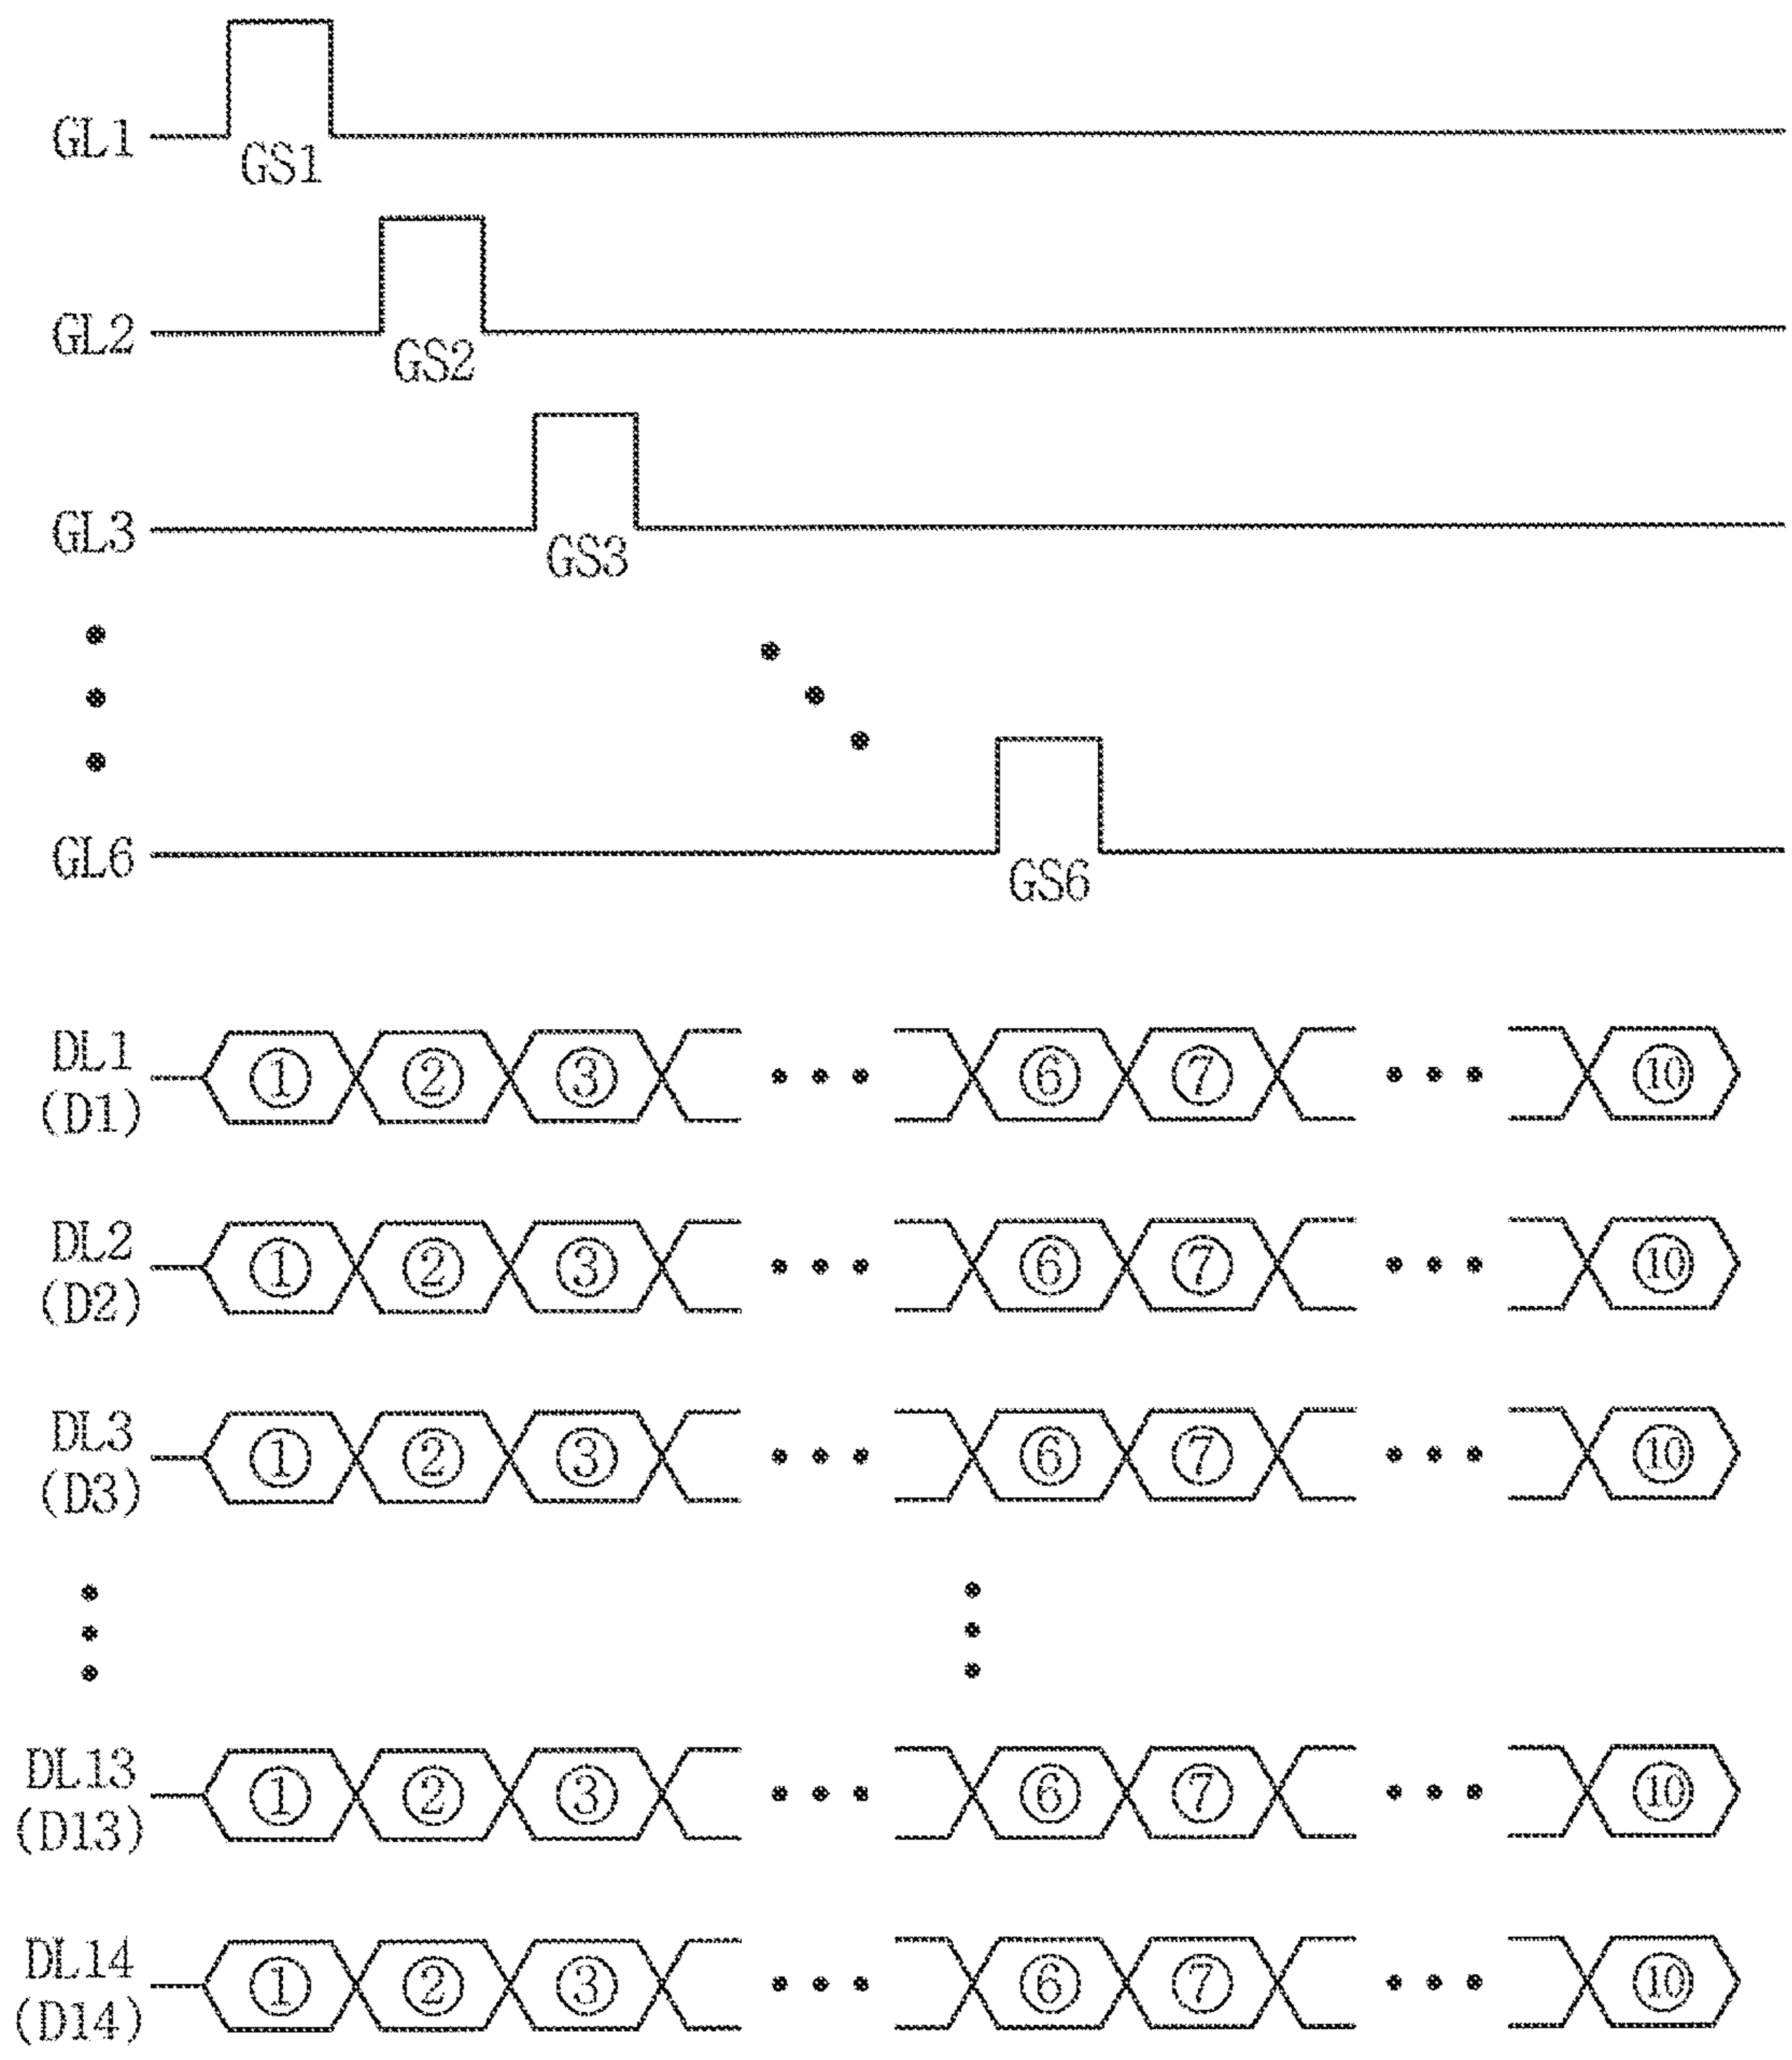 GL1
GS1
GL2
GS2
GL3
GS3
GL6
GS6
DL1 ① ② ③ ⑥ ⑦ ⑩
(D1)
DL2 ① ② ③ ⑥ ⑦ ⑩
(D2)
DL3 ① ② ③ ⑥ ⑦ ⑩
(D3)
DL13 ① ② ③ ⑥ ⑦ ⑩
(D13)
DL14 ① ② ③ ⑥ ⑦ ⑩
(D14)